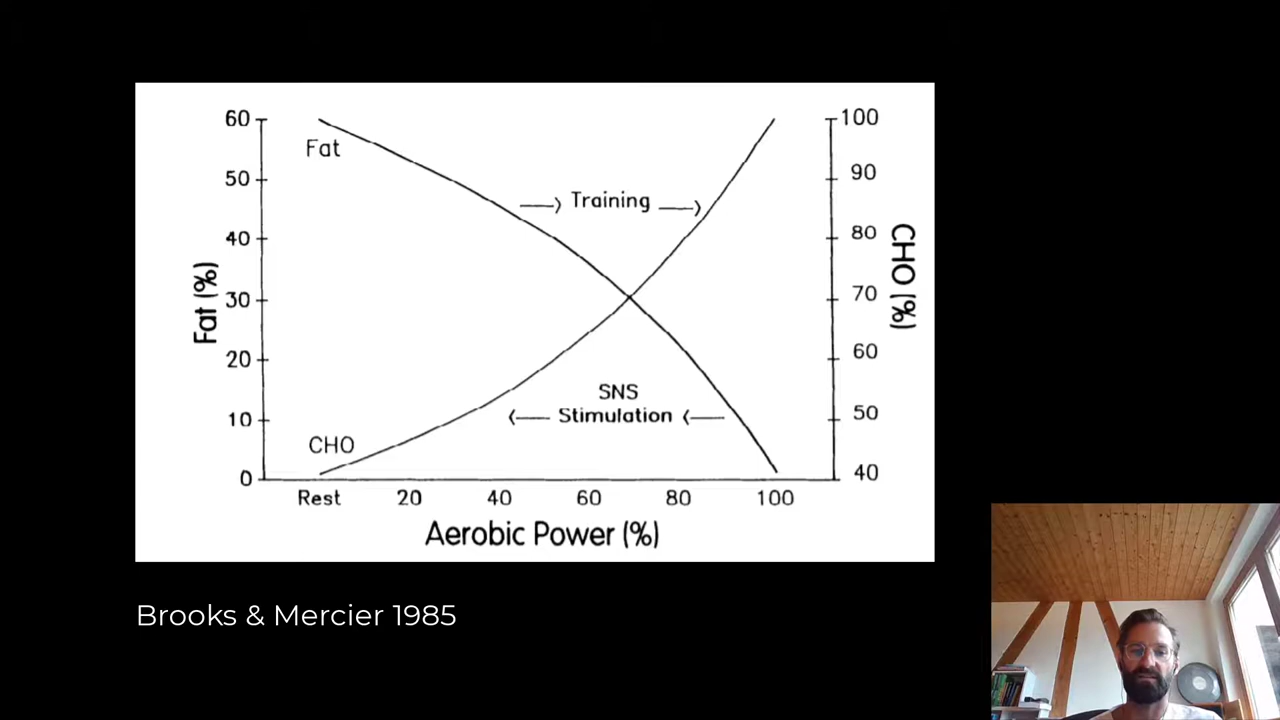 60
50
40
30
20
10
0
Fat (%)
Fat
Training
SNS
Stimulation
CHO
100
90
80
70
60
50
40
CHO (%)
Rest 20 40 60 80 100
Aerobic Power (%)
Brooks & Mercier 1985